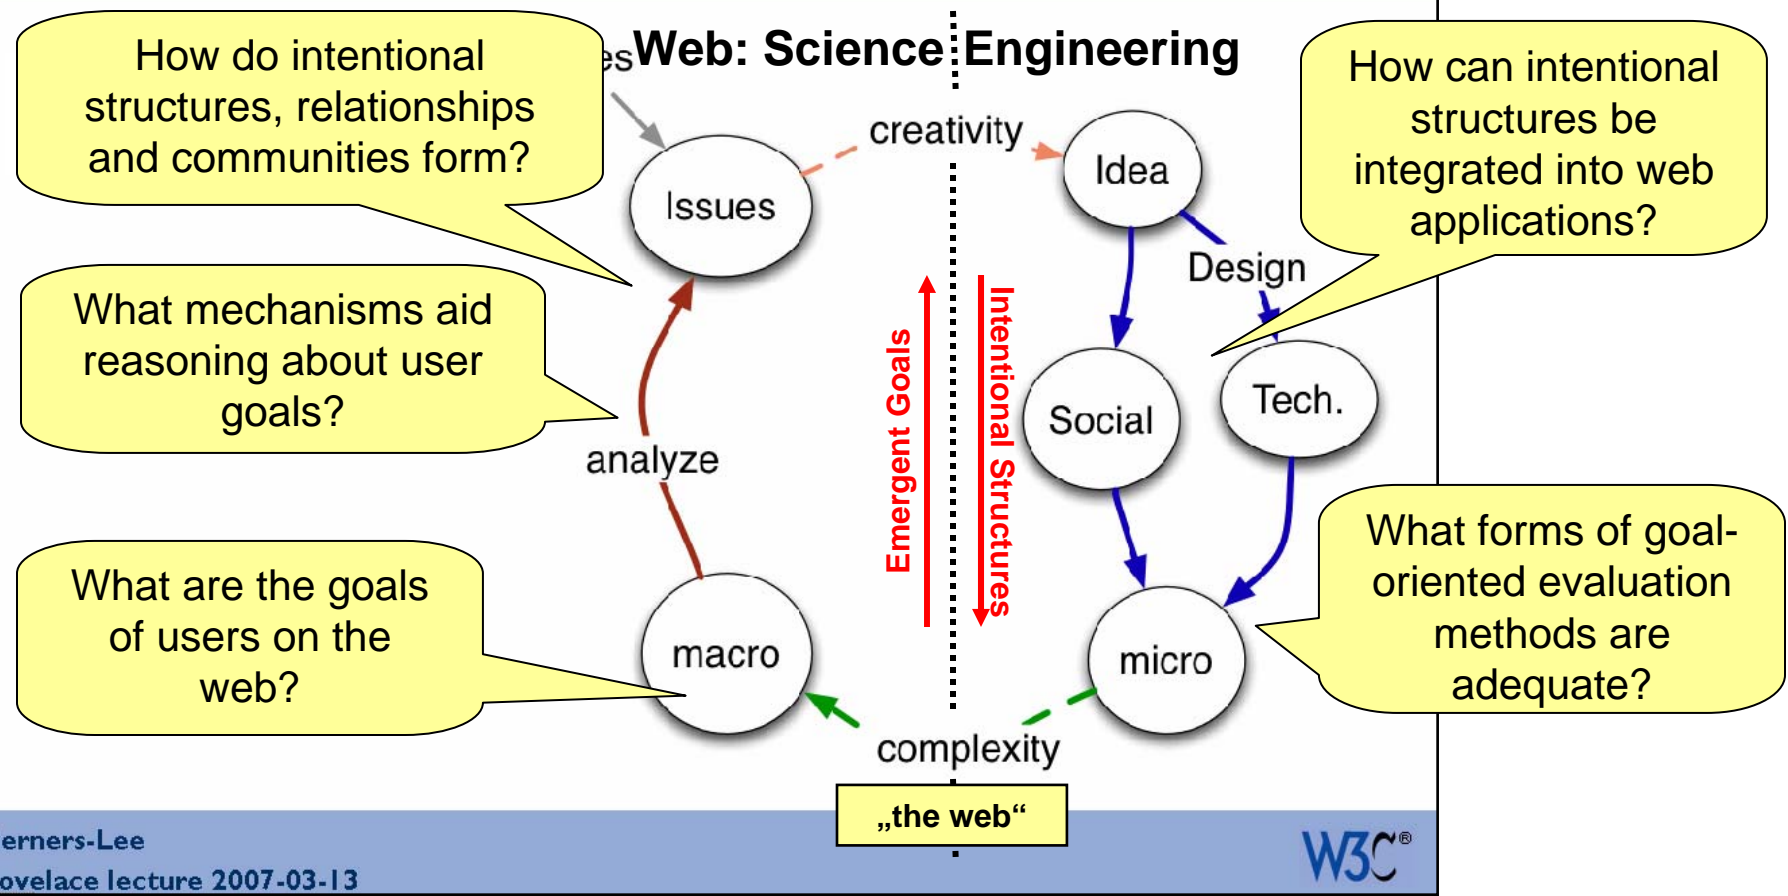 Web: Science Engineering
How do intentional
structures, relationships
and communities form?
How can intentional
structures be
integrated into web
applications?
creativity
Issues
Idea
Design
What mechanisms aid
reasoning about user
goals?
Emergent Goals
Intentional Structures
Social
Tech.
analyze
What are the goals
of users on the
web?
What forms of goal-
oriented evaluation
methods are
adequate?
macro
micro
complexity
„the web“
erners-Lee
ovelace lecture 2007-03-13
W3C®